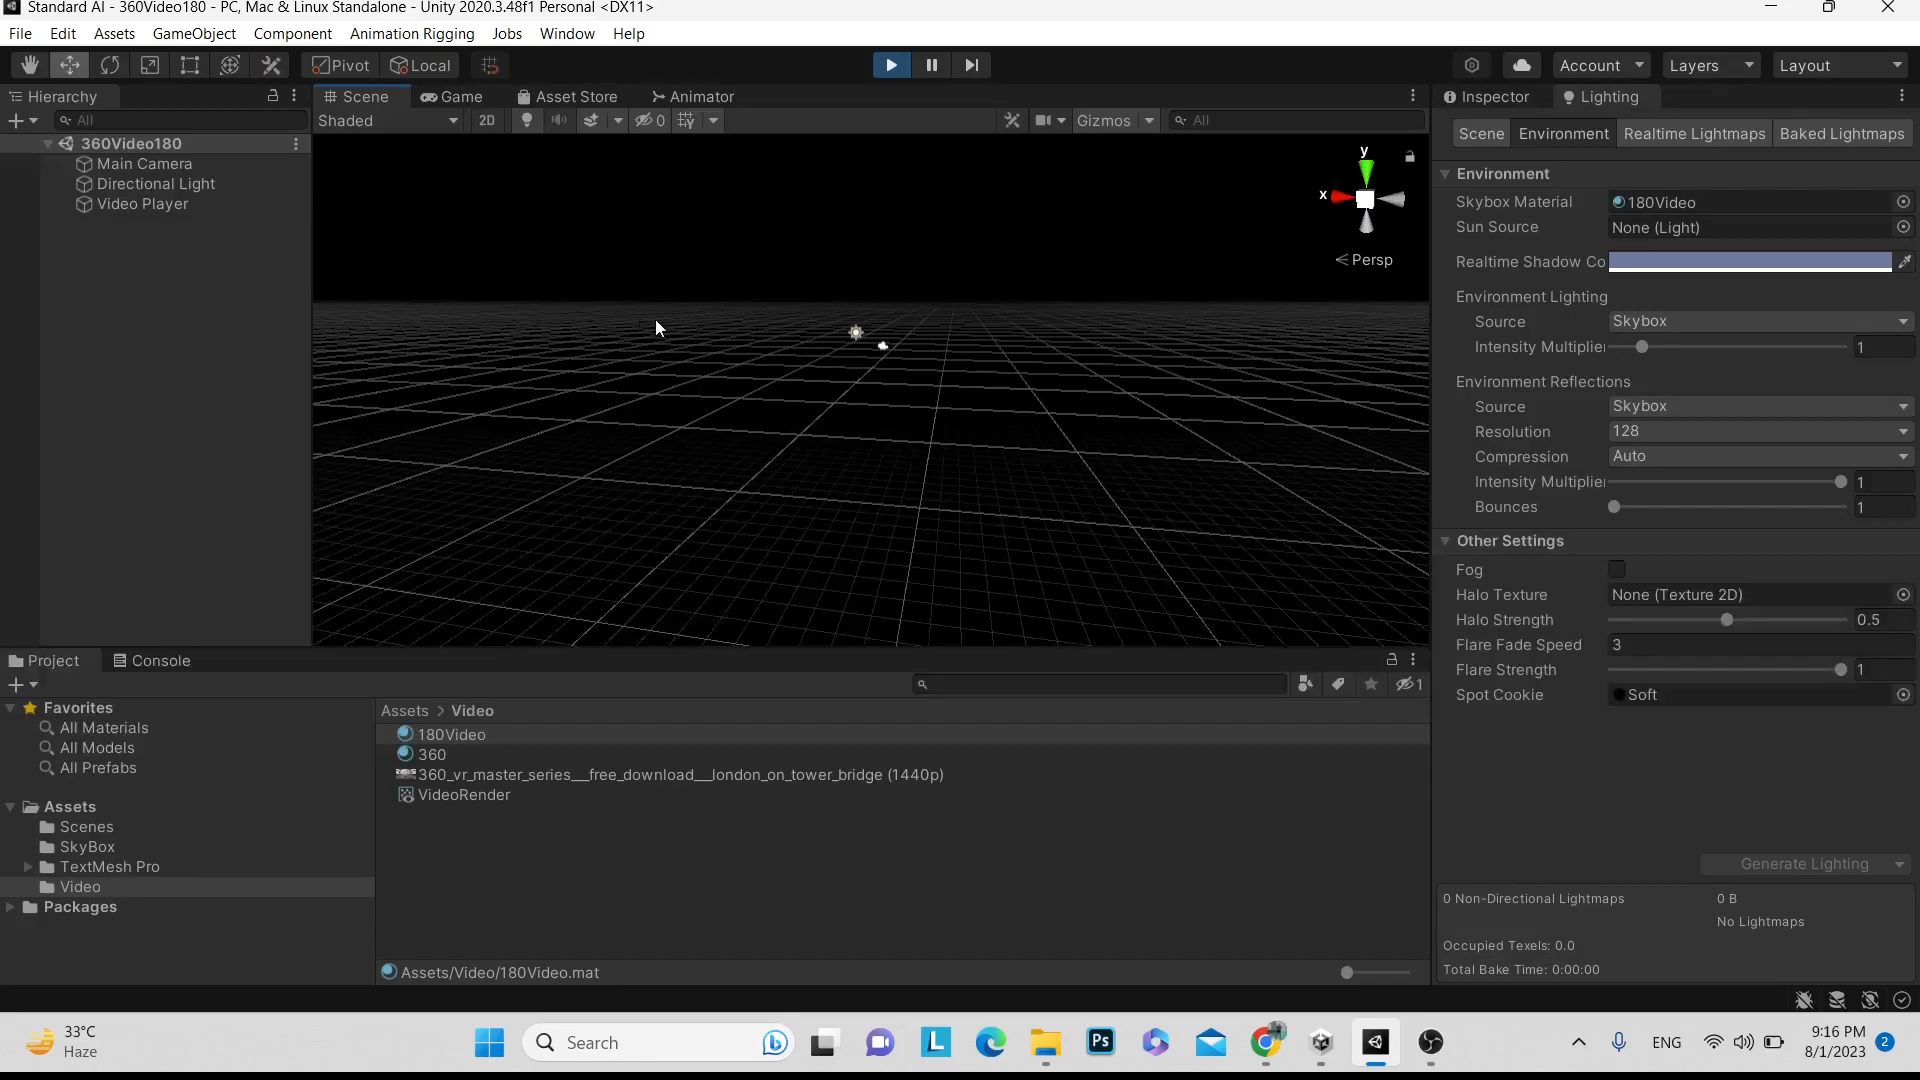 Standard AI - 360Video180 - PC, Mac & Linux Standalone - Unity 2020.3.48f1 Personal <DX11>
File Edit Assets GameObject Component Animation Rigging Jobs Window Help
Pivot Local Account Layers Layout
Hierarchy Scene Game Asset Store Animator Inspector Lighting
All Shaded 2D 0 Gizmos All
Scene Environment Realtime Lightmaps Baked Lightmaps
360Video180
Main Camera
Directional Light
Video Player
y
x
Persp
Environment
Skybox Material 180Video
Sun Source None (Light)
Realtime Shadow Co
Environment Lighting
Source Skybox
Intensity Multiplier 1
Environment Reflections
Source Skybox
Resolution 128
Compression Auto
Intensity Multiplier 1
Bounces 1
Other Settings
Fog
Halo Texture None (Texture 2D)
Halo Strength 0.5
Flare Fade Speed 3
Flare Strength 1
Spot Cookie Soft
Generate Lighting
0 Non-Directional Lightmaps 0 B
No Lightmaps
Occupied Texels: 0.0
Total Bake Time: 0:00:00
Project Console
1
Favorites
All Materials
All Models
All Prefabs
Assets
Scenes
SkyBox
TextMesh Pro
Video
Packages
Assets > Video
180Video
360
360_vr_master_series__free_download__london_on_tower_bridge (1440p)
VideoRender
Assets/Video/180Video.mat
33°C
Haze
Search
L
Ps
ENG
9:16 PM
8/1/2023
2